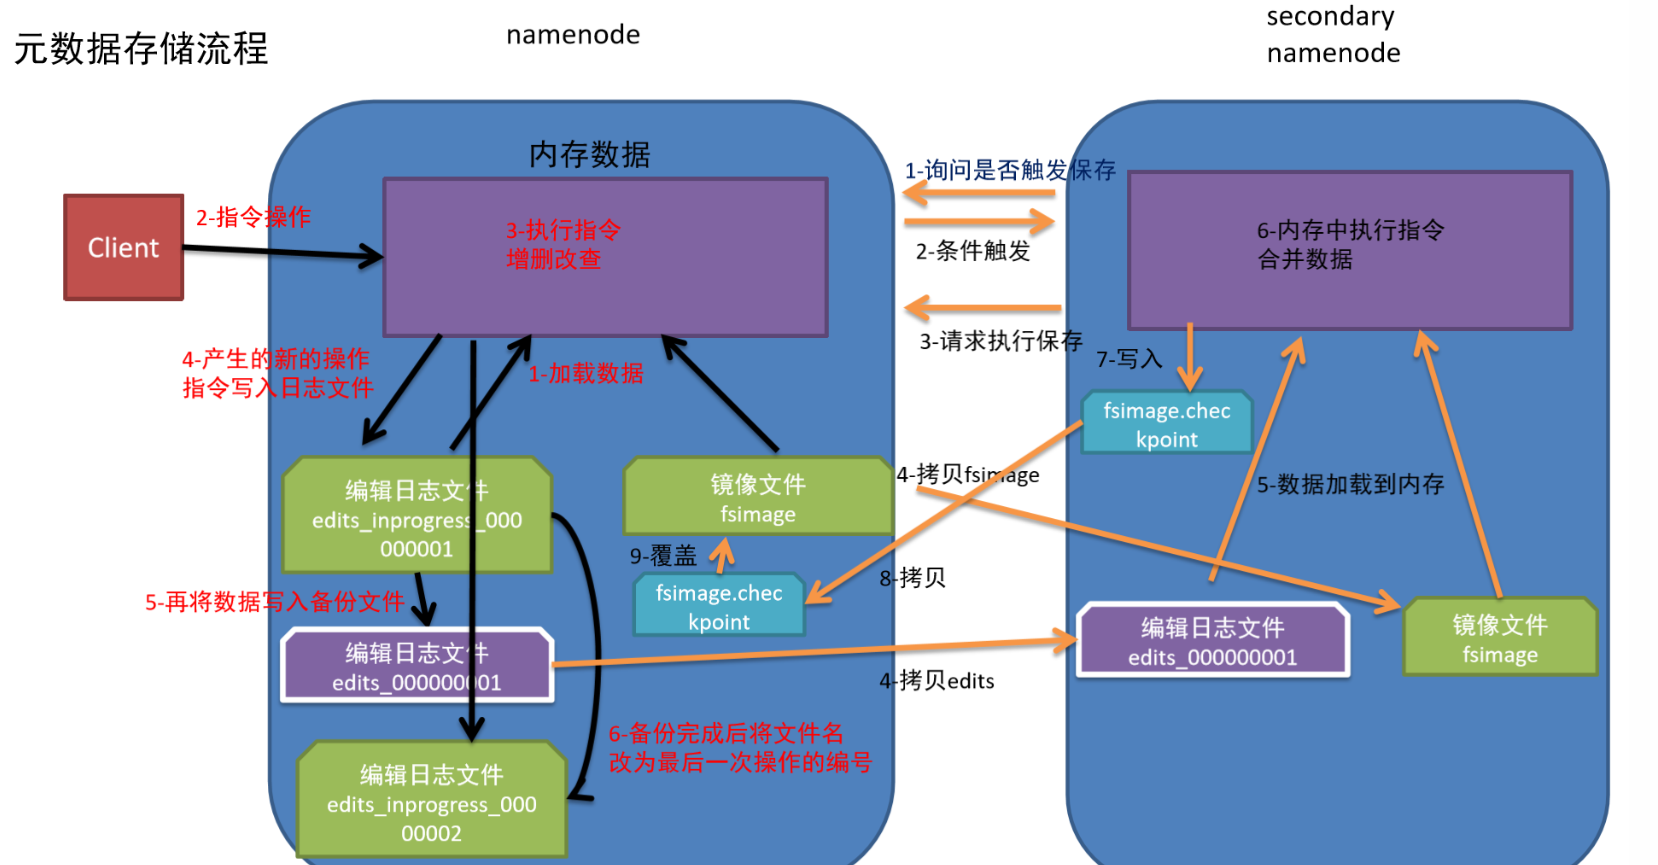 元数据存储流程
namenode
secondary
namenode
内存数据
Client
2-指令操作
3-执行指令
增删改查
1-询问是否触发保存
2-条件触发
3-请求执行保存
6-内存中执行指令
合并数据
4-产生的新的操作
指令写入日志文件
1-加载数据
7-写入
fsimage.chec
kpoint
编辑日志文件
edits_inprogress_000
000001
镜像文件
fsimage
4-拷贝fsimage
5-数据加载到内存
9-覆盖
fsimage.chec
kpoint
8-拷贝
5-再将数据写入备份文件
编辑日志文件
edits_000000001
4-拷贝edits
编辑日志文件
edits_000000001
镜像文件
fsimage
6-备份完成后将文件名
改为最后一次操作的编号
编辑日志文件
edits_inprogress_000
00002